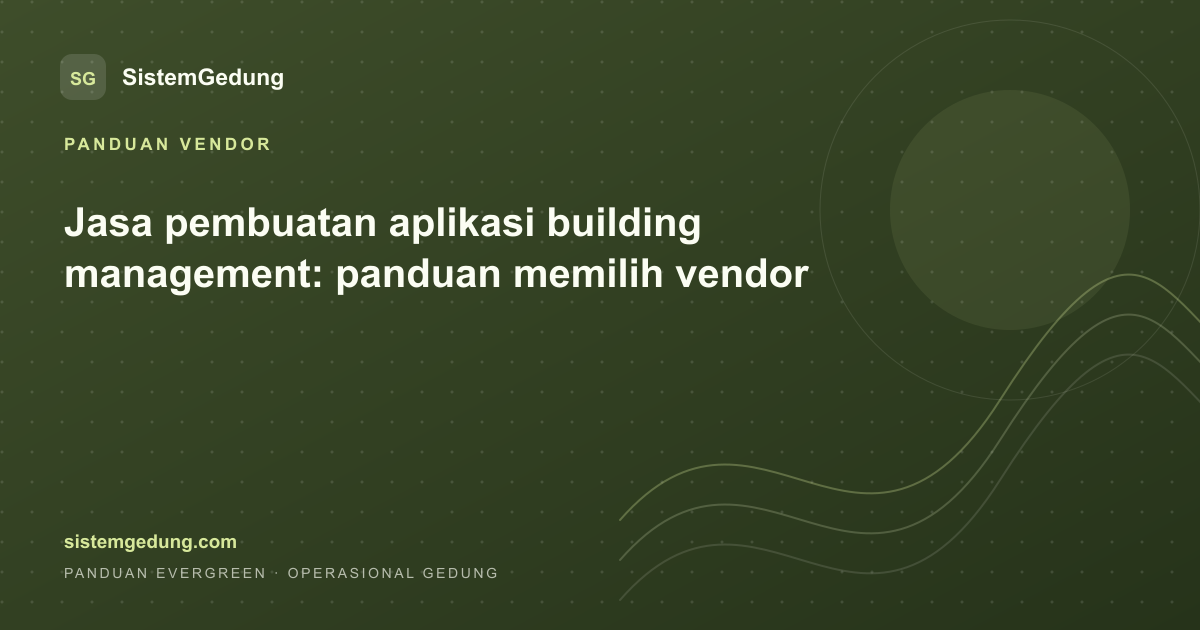 SG
SistemGedung
PANDUAN VENDOR
Jasa pembuatan aplikasi building
management: panduan memilih vendor
sistemgedung.com
PANDUAN EVERGREEN · OPERASIONAL GEDUNG